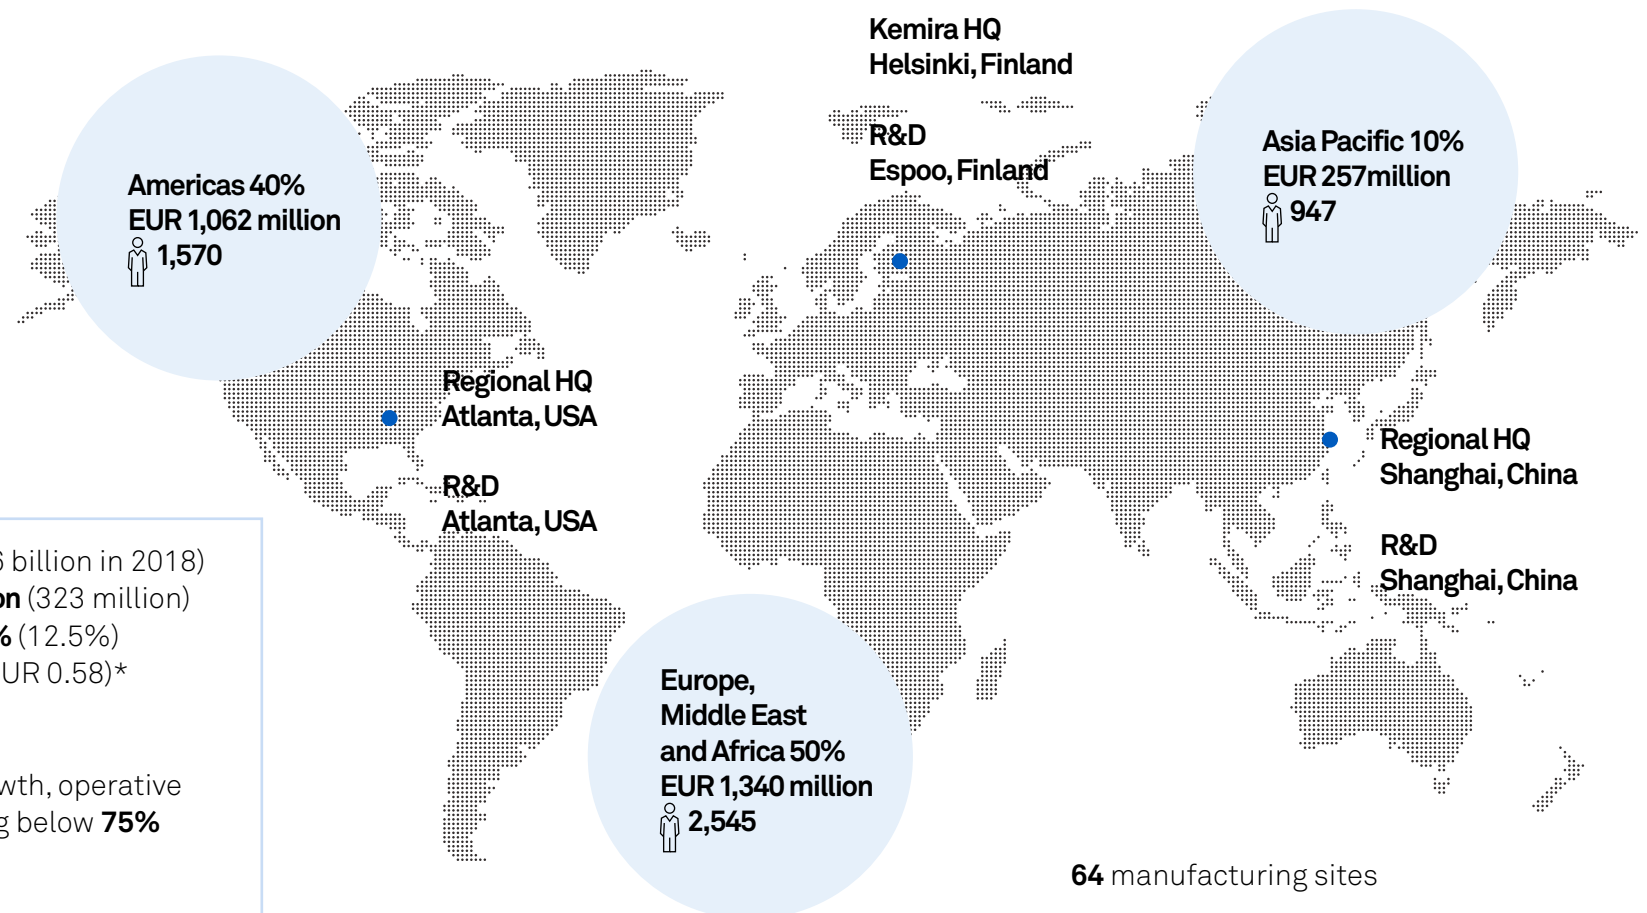 Kemira HQ
Helsinki, Finland
R&D
Espoo, Finland
Americas 40%
EUR 1,062 million
1,570
Asia Pacific 10%
EUR 257million
947
Regional HQ
Atlanta, USA
R&D
Atlanta, USA
Regional HQ
Shanghai, China
R&D
Shanghai, China
billion in 2018)
(323 million)
% (12.5%)
UR 0.58)*
wth, operative
g below 75%
Europe,
Middle East
and Africa 50%
EUR 1,340 million
2,545
64 manufacturing sites